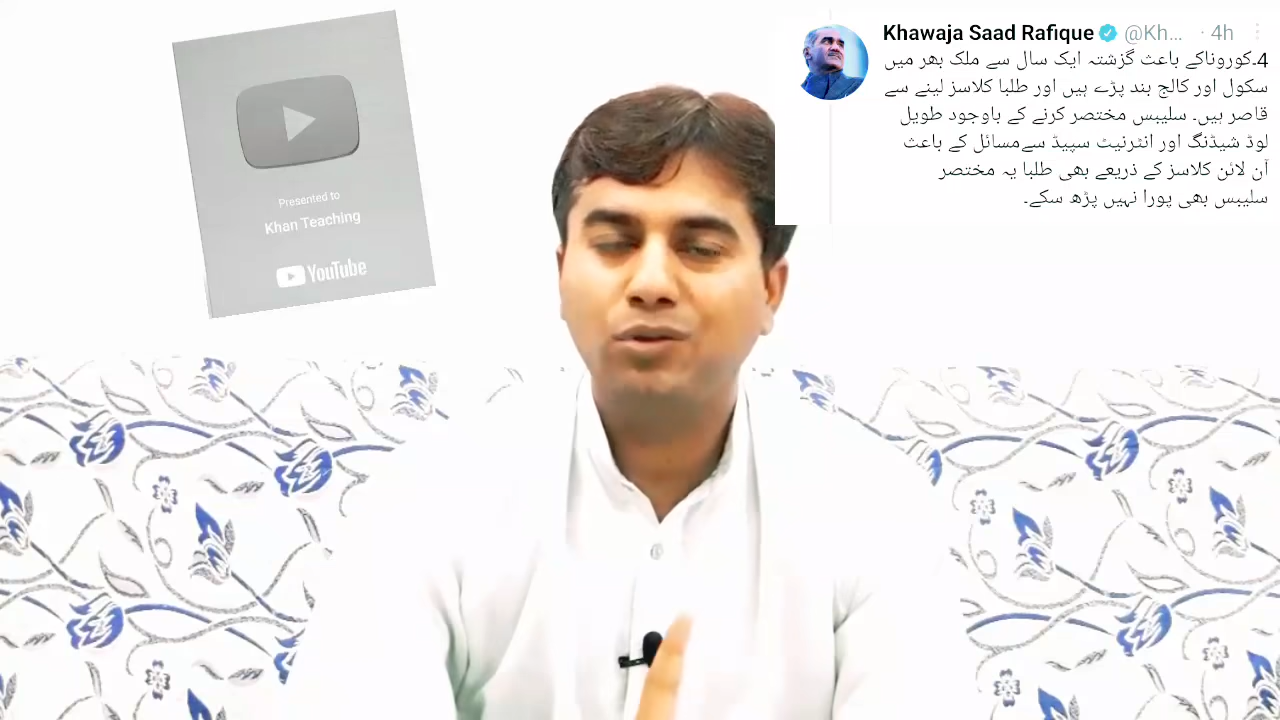 Presented to
Khan Teaching
YouTube
Khawaja Saad Rafique @Kh... · 4h
4۔کوروناکے باعث گزشتہ ایک سال سے ملک بھر میں
سکول اور کالج بند پڑے ہیں اور طلبا کلاسز لینے سے
قاصر ہیں۔ سلیبس مختصر کرنے کے باوجود طویل
لوڈ شیڈنگ اور انٹرنیٹ سپیڈ سےمسائل کے باعث
آن لائن کلاسز کے ذریعے بھی طلبا یہ مختصر
سلیبس بھی پورا نہیں پڑھ سکے۔